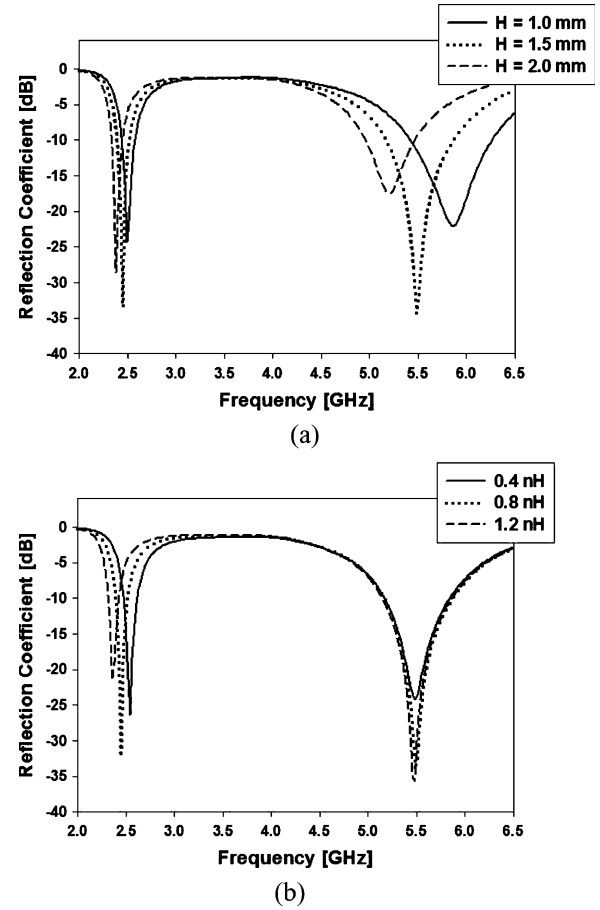 H = 1.0 mm
H = 1.5 mm
H = 2.0 mm
Reflection Coefficient [dB]
0
-5
-10
-15
-20
-25
-30
-35
-40
2.0 2.5 3.0 3.5 4.0 4.5 5.0 5.5 6.0 6.5
Frequency [GHz]
(a)
0.4 nH
0.8 nH
1.2 nH
Reflection Coefficient [dB]
0
-5
-10
-15
-20
-25
-30
-35
-40
2.0 2.5 3.0 3.5 4.0 4.5 5.0 5.5 6.0 6.5
Frequency [GHz]
(b)